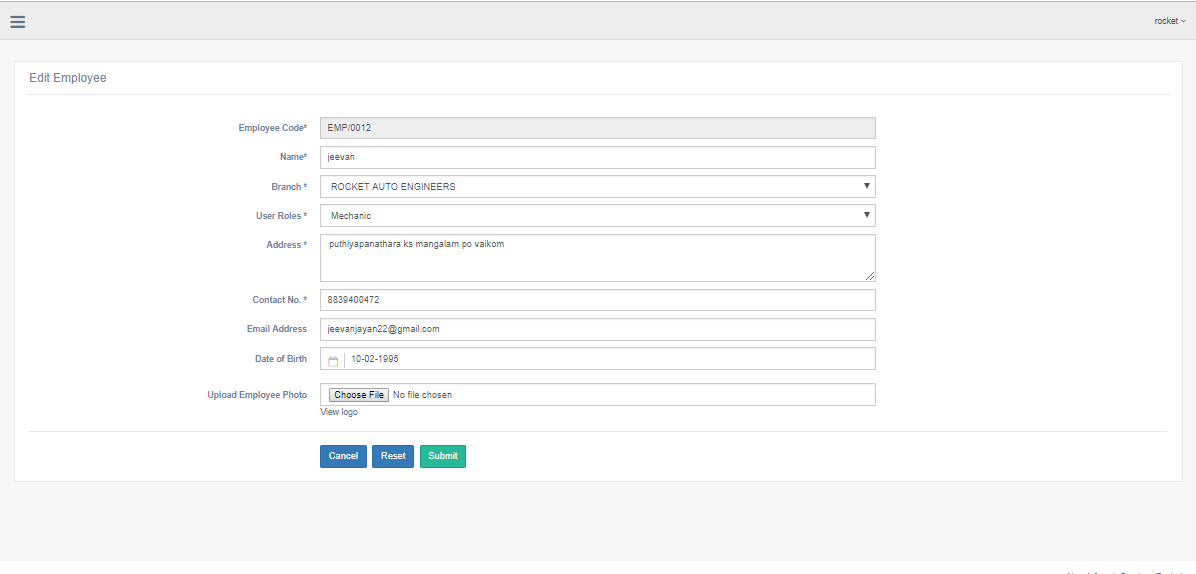 rocket
Edit Employee
Employee Code* EMP/0012
Name* jeevan
Branch * ROCKET AUTO ENGINEERS
User Roles * Mechanic
Address * puthiyapanathara ks mangalam po vaikom
Contact No. * 8839400472
Email Address jeevanjayan22@gmail.com
Date of Birth 10-02-1995
Upload Employee Photo Choose File No file chosen
View logo
Cancel Reset Submit